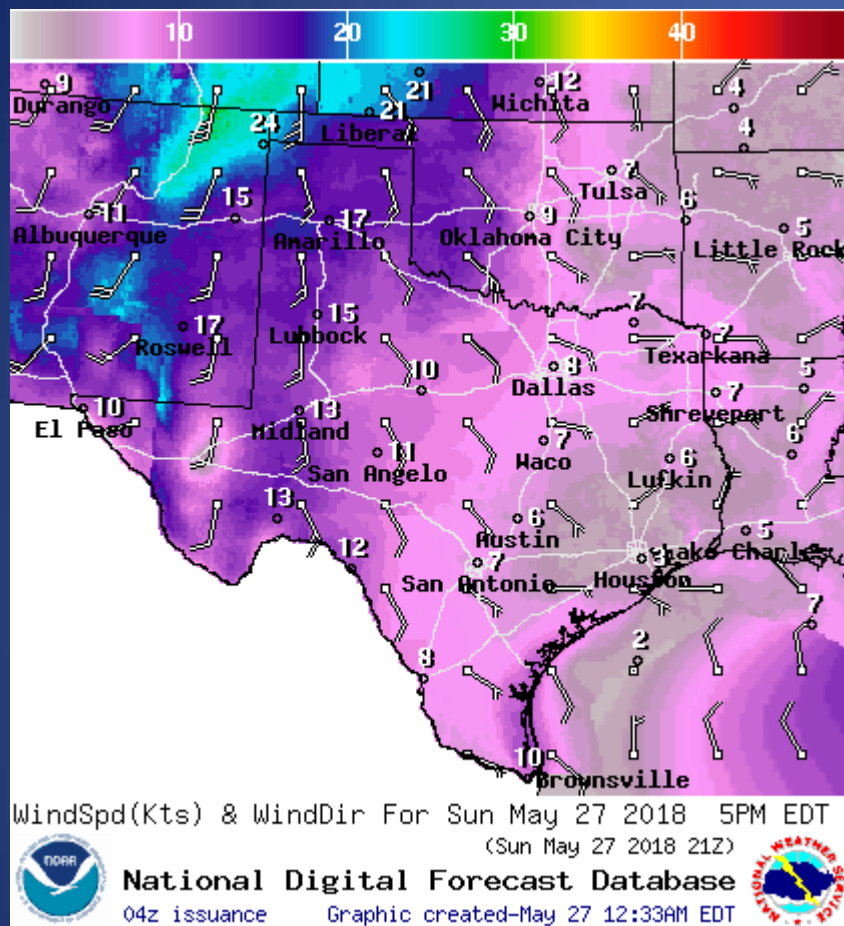 10 20 30 40
9 21 12 4
Durango Wichita
24 21 4
Liberal
7
Tulsa
11 15 17 9 6 5
Albuquerque Amarillo Oklahoma City Little Rock
17 15 7 7
Roswell Lubbock Texarkana
10 8 5
Dallas
10 13 7
El Paso Midland Shreveport
11 7 6 6
San Angelo Waco Lufkin
13 6 5
Austin Lake Charles
12 7 3
San Antonio Houston
8 2 7
10
Brownsville
WindSpd(Kts) & WindDir For Sun May 27 2018 5PM EDT
(Sun May 27 2018 21Z)
NOAA
National Digital Forecast Database
04z issuance Graphic created-May 27 12:33AM EDT
NATIONAL WEATHER SERVICE